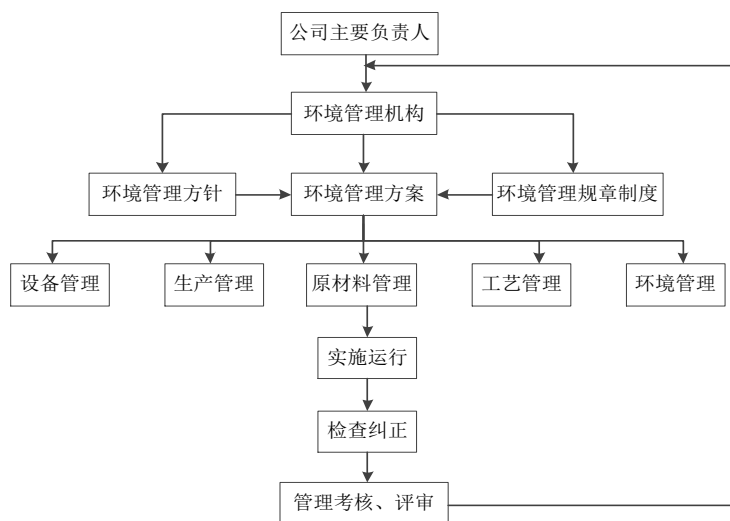 公司主要负责人
环境管理机构
环境管理方针
环境管理方案
环境管理规章制度
设备管理
生产管理
原材料管理
工艺管理
环境管理
实施运行
检查纠正
管理考核、评审